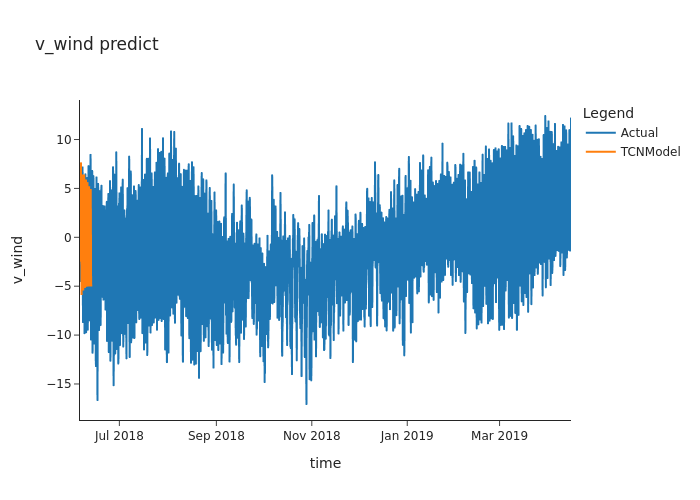 v_wind predict
Legend
Actual
TCNModel
v_wind
10
5
0
−5
−10
−15
Jul 2018
Sep 2018
Nov 2018
Jan 2019
Mar 2019
time